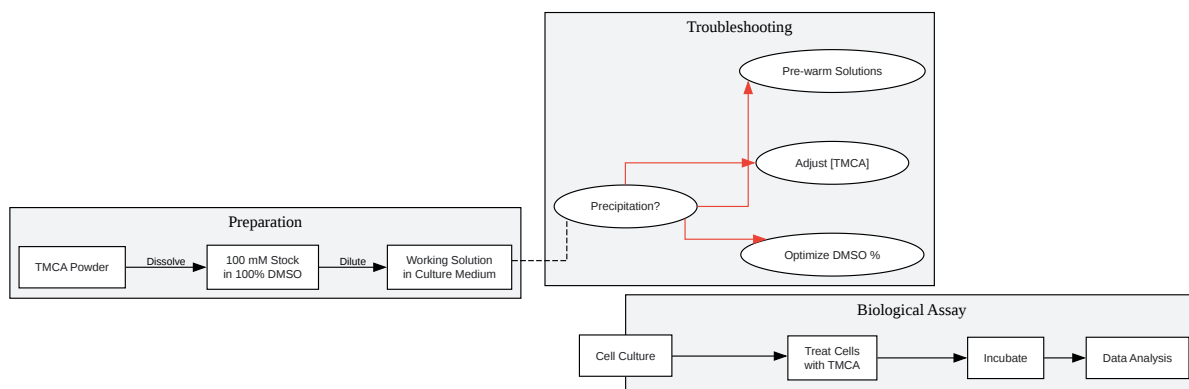 Troubleshooting
Pre-warm Solutions
Adjust [TMCA]
Precipitation?
Optimize DMSO %
Preparation
TMCA Powder
Dissolve
100 mM Stock
in 100% DMSO
Dilute
Working Solution
in Culture Medium
Biological Assay
Cell Culture
Treat Cells
with TMCA
Incubate
Data Analysis